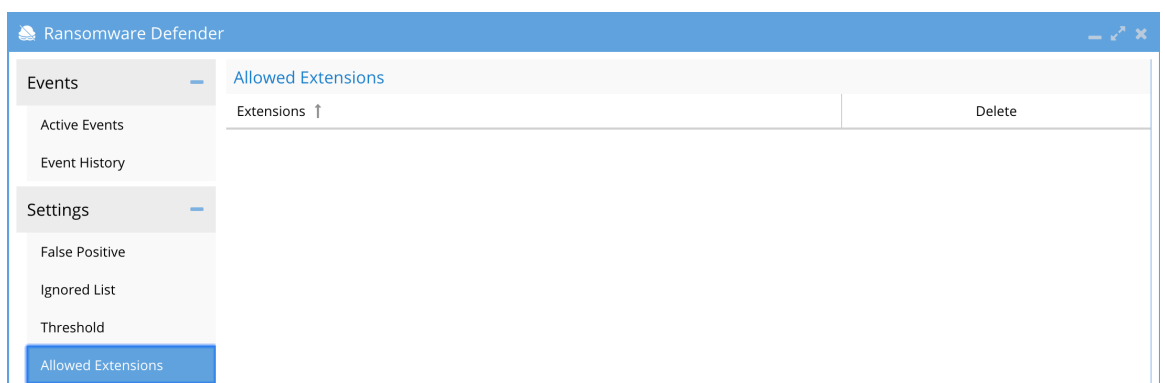 Ransomware Defender
Events
Active Events
Event History
Settings
False Positive
Ignored List
Threshold
Allowed Extensions
Allowed Extensions
Extensions ↑ Delete